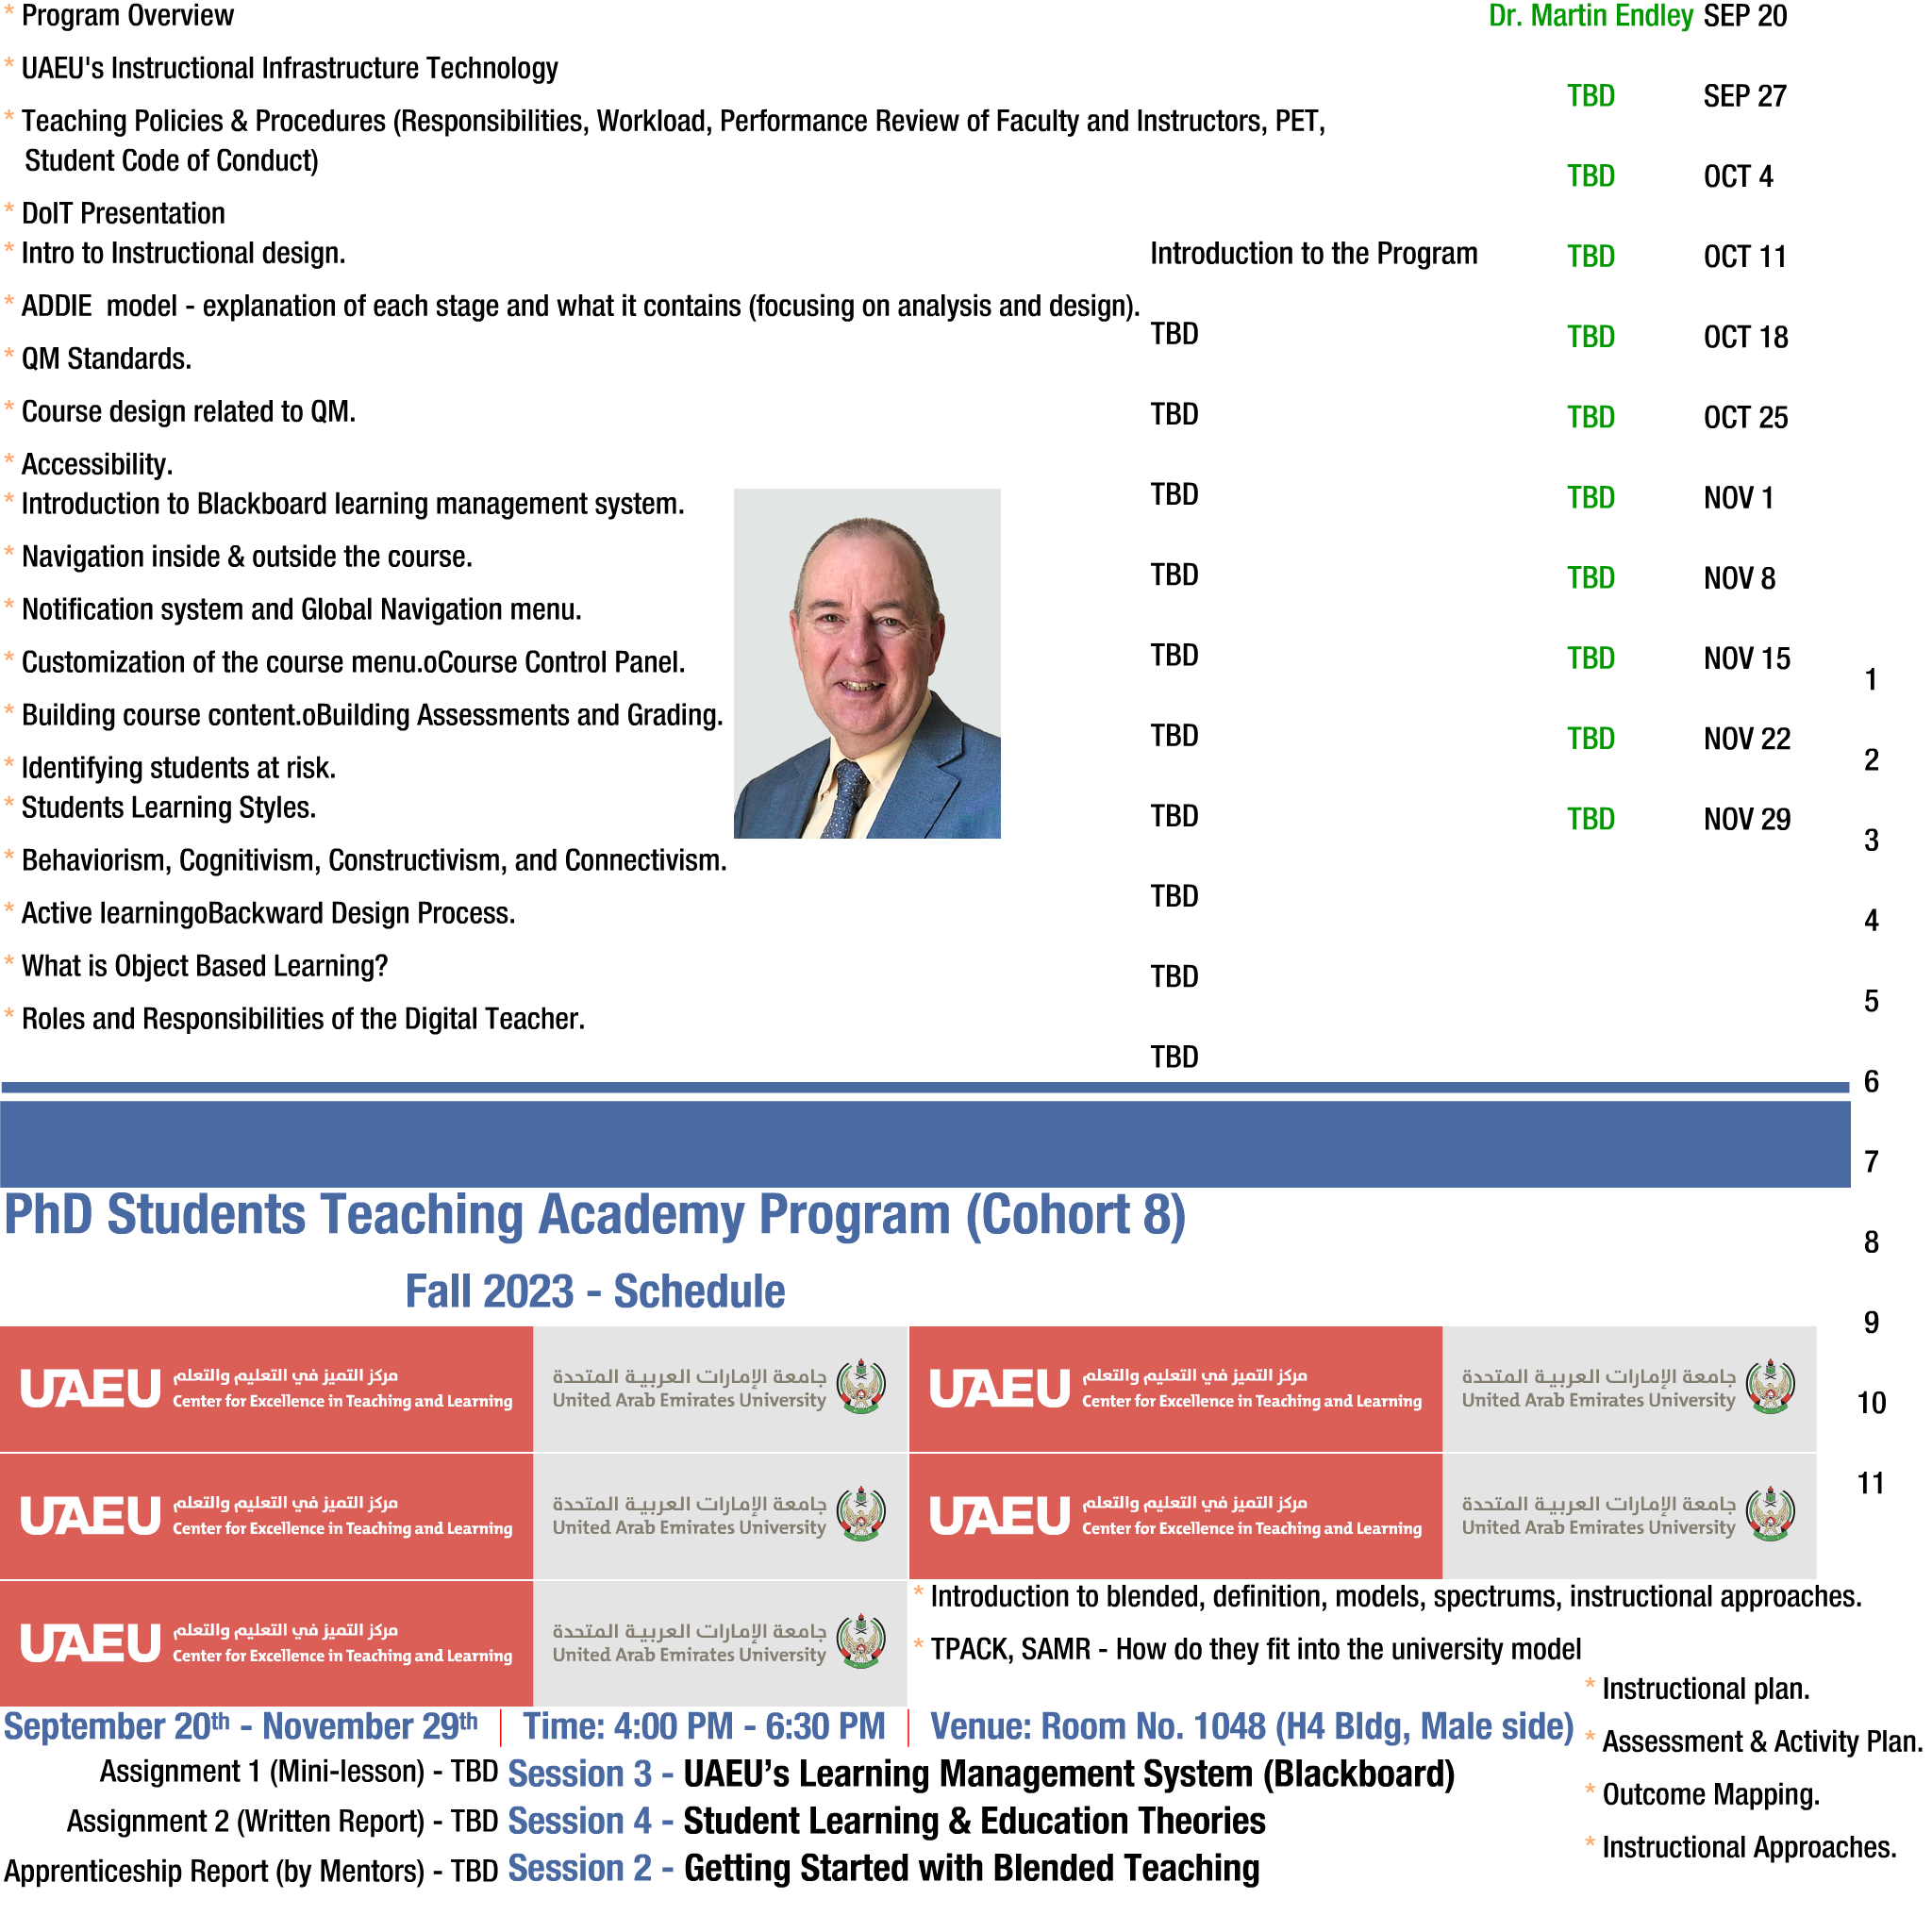 * Program Overview
* UAEU's Instructional Infrastructure Technology
* Teaching Policies & Procedures (Responsibilities, Workload, Performance Review of Faculty and Instructors, PET,
Student Code of Conduct)
* DoIT Presentation
* Intro to Instructional design.
* ADDIE model - explanation of each stage and what it contains (focusing on analysis and design).
* QM Standards.
* Course design related to QM.
* Accessibility.
* Introduction to Blackboard learning management system.
* Navigation inside & outside the course.
* Notification system and Global Navigation menu.
* Customization of the course menu.oCourse Control Panel.
* Building course content.oBuilding Assessments and Grading.
* Identifying students at risk.
* Students Learning Styles.
* Behaviorism, Cognitivism, Constructivism, and Connectivism.
* Active learningoBackward Design Process.
* What is Object Based Learning?
* Roles and Responsibilities of the Digital Teacher.
Introduction to the Program
TBD
TBD
TBD
TBD
TBD
TBD
TBD
TBD
TBD
TBD
Dr. Martin Endley
TBD
TBD
TBD
TBD
TBD
TBD
TBD
TBD
TBD
TBD
SEP 20
SEP 27
OCT 4
OCT 11
OCT 18
OCT 25
NOV 1
NOV 8
NOV 15
NOV 22
NOV 29
1
2
3
4
5
6
7
8
9
10
11
PhD Students Teaching Academy Program (Cohort 8)
Fall 2023 - Schedule
UAEU
مركز التميز في التعليم والتعلم
Center for Excellence in Teaching and Learning
جامعة الإمارات العربية المتحدة
United Arab Emirates University
UAEU
مركز التميز في التعليم والتعلم
Center for Excellence in Teaching and Learning
جامعة الإمارات العربية المتحدة
United Arab Emirates University
UAEU
مركز التميز في التعليم والتعلم
Center for Excellence in Teaching and Learning
جامعة الإمارات العربية المتحدة
United Arab Emirates University
UAEU
مركز التميز في التعليم والتعلم
Center for Excellence in Teaching and Learning
جامعة الإمارات العربية المتحدة
United Arab Emirates University
UAEU
مركز التميز في التعليم والتعلم
Center for Excellence in Teaching and Learning
جامعة الإمارات العربية المتحدة
United Arab Emirates University
* Introduction to blended, definition, models, spectrums, instructional approaches.
* TPACK, SAMR - How do they fit into the university model
* Instructional plan.
* Assessment & Activity Plan.
* Outcome Mapping.
* Instructional Approaches.
September 20th - November 29th | Time: 4:00 PM - 6:30 PM | Venue: Room No. 1048 (H4 Bldg, Male side)
Assignment 1 (Mini-lesson) - TBD
Assignment 2 (Written Report) - TBD
Apprenticeship Report (by Mentors) - TBD
Session 3 - UAEU’s Learning Management System (Blackboard)
Session 4 - Student Learning & Education Theories
Session 2 - Getting Started with Blended Teaching